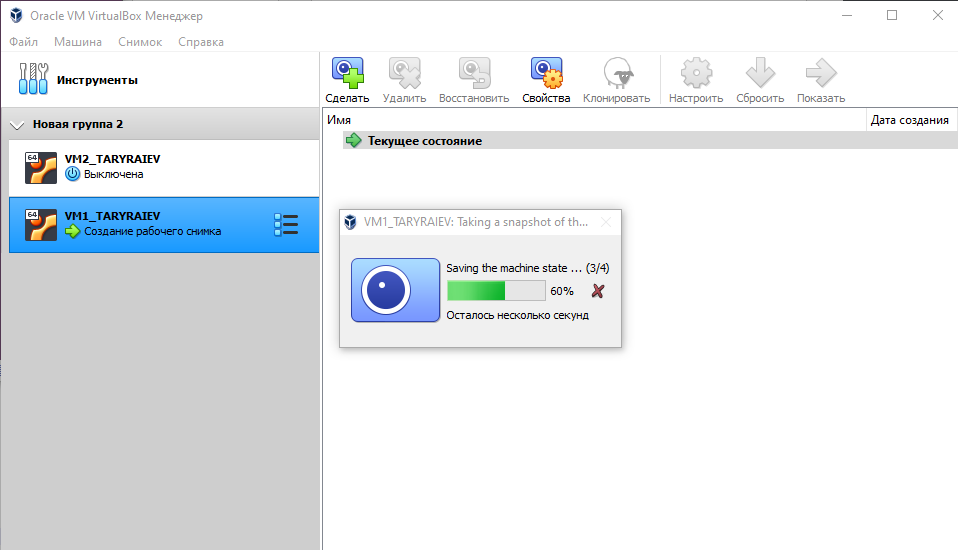 Oracle VM VirtualBox Менеджер
Файл Машина Снимок Справка
Инструменты
Сделать Удалить Восстановить Свойства Клонировать Настроить Сбросить Показать
Имя Дата создания
Новая группа 2
Текущее состояние
64
VM2_TARYRAIEV
Выключена
64
VM1_TARYRAIEV
Создание рабочего снимка
VM1_TARYRAIEV: Taking a snapshot of th...
Saving the machine state ... (3/4)
60%
Осталось несколько секунд